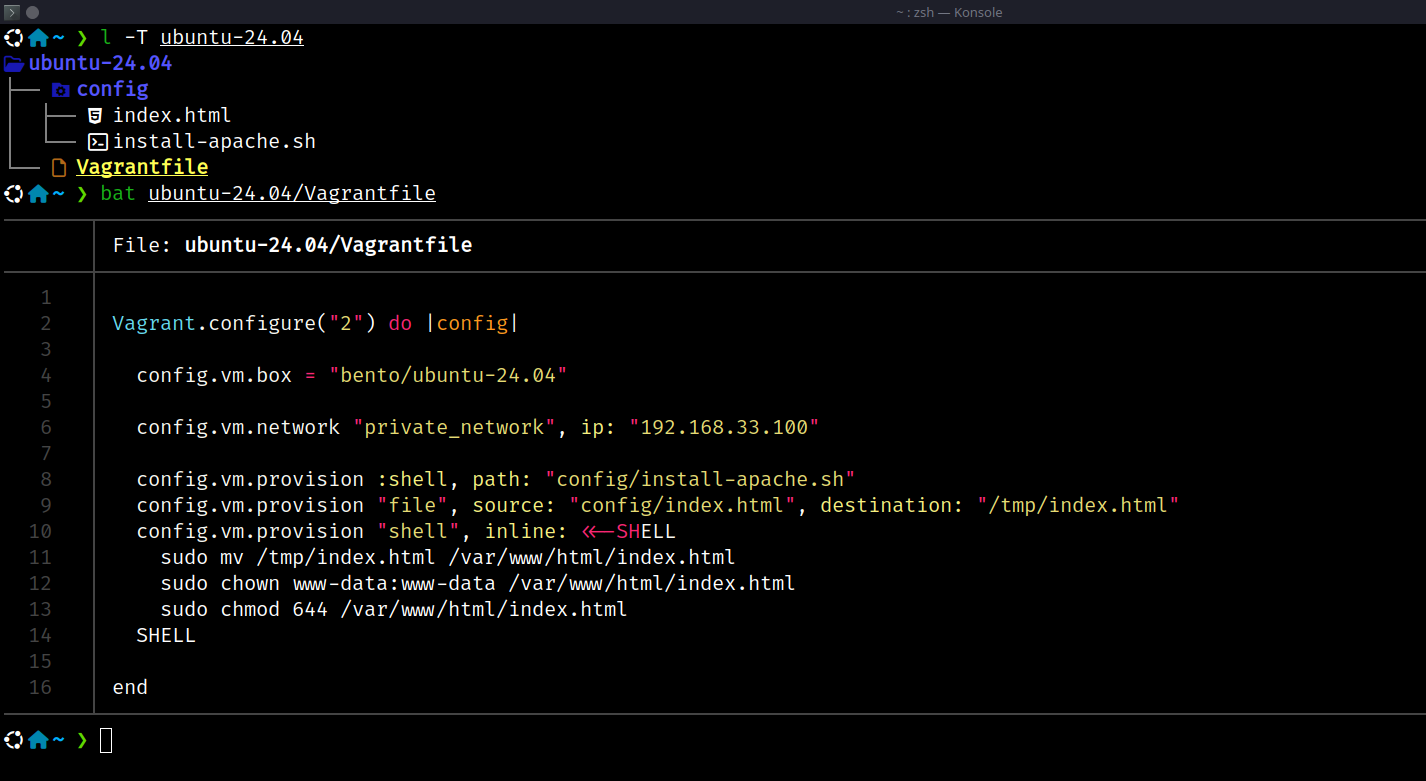 ~ : zsh — Konsole
~ ❯ l -T ubuntu-24.04
ubuntu-24.04
├── config
│   ├── index.html
│   └── install-apache.sh
└── Vagrantfile
~ ❯ bat ubuntu-24.04/Vagrantfile
File: ubuntu-24.04/Vagrantfile
1
2 Vagrant.configure("2") do |config|
3
4   config.vm.box = "bento/ubuntu-24.04"
5
6   config.vm.network "private_network", ip: "192.168.33.100"
7
8   config.vm.provision :shell, path: "config/install-apache.sh"
9   config.vm.provision "file", source: "config/index.html", destination: "/tmp/index.html"
10   config.vm.provision "shell", inline: <<-SHELL
11     sudo mv /tmp/index.html /var/www/html/index.html
12     sudo chown www-data:www-data /var/www/html/index.html
13     sudo chmod 644 /var/www/html/index.html
14   SHELL
15
16 end
~ ❯